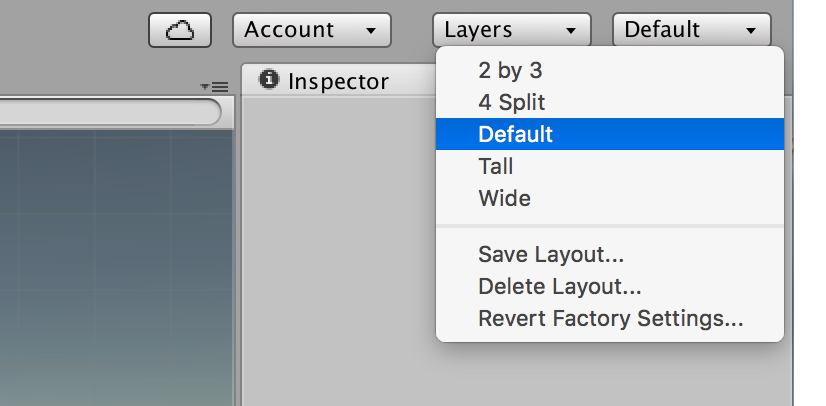 Account
Layers
Default
Inspector
2 by 3
4 Split
Default
Tall
Wide
Save Layout...
Delete Layout...
Revert Factory Settings...